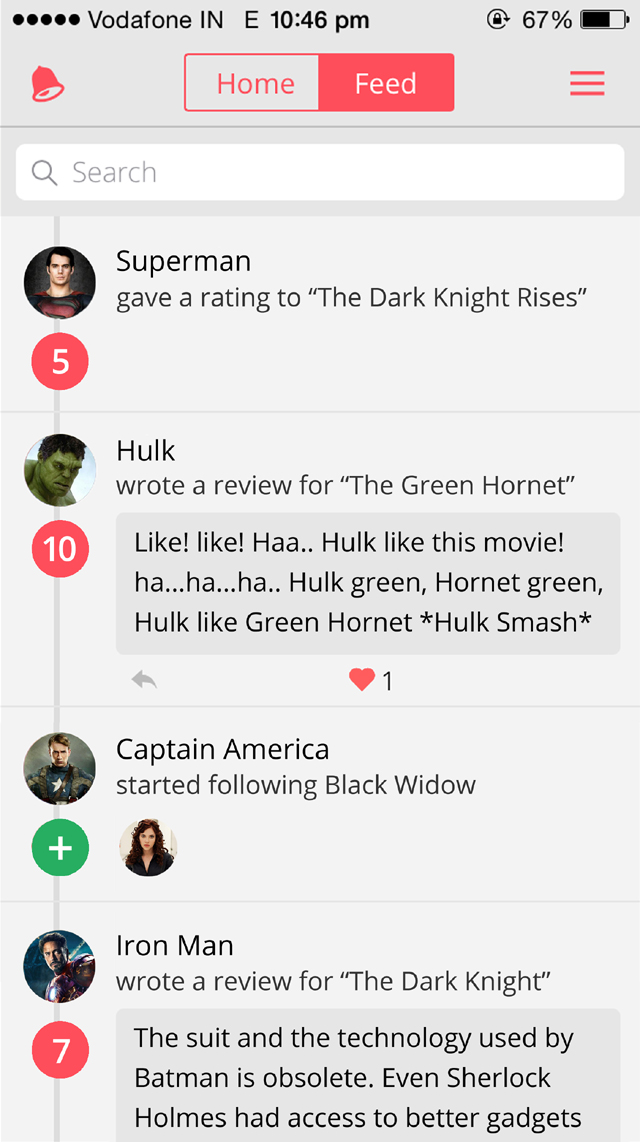 Vodafone IN E 10:46 pm 67%
Home Feed
Search
Superman
gave a rating to “The Dark Knight Rises”
5
Hulk
wrote a review for “The Green Hornet”
10
Like! like! Haa.. Hulk like this movie!
ha...ha...ha.. Hulk green, Hornet green,
Hulk like Green Hornet *Hulk Smash*
1
Captain America
started following Black Widow
+
Iron Man
wrote a review for “The Dark Knight”
7
The suit and the technology used by
Batman is obsolete. Even Sherlock
Holmes had access to better gadgets